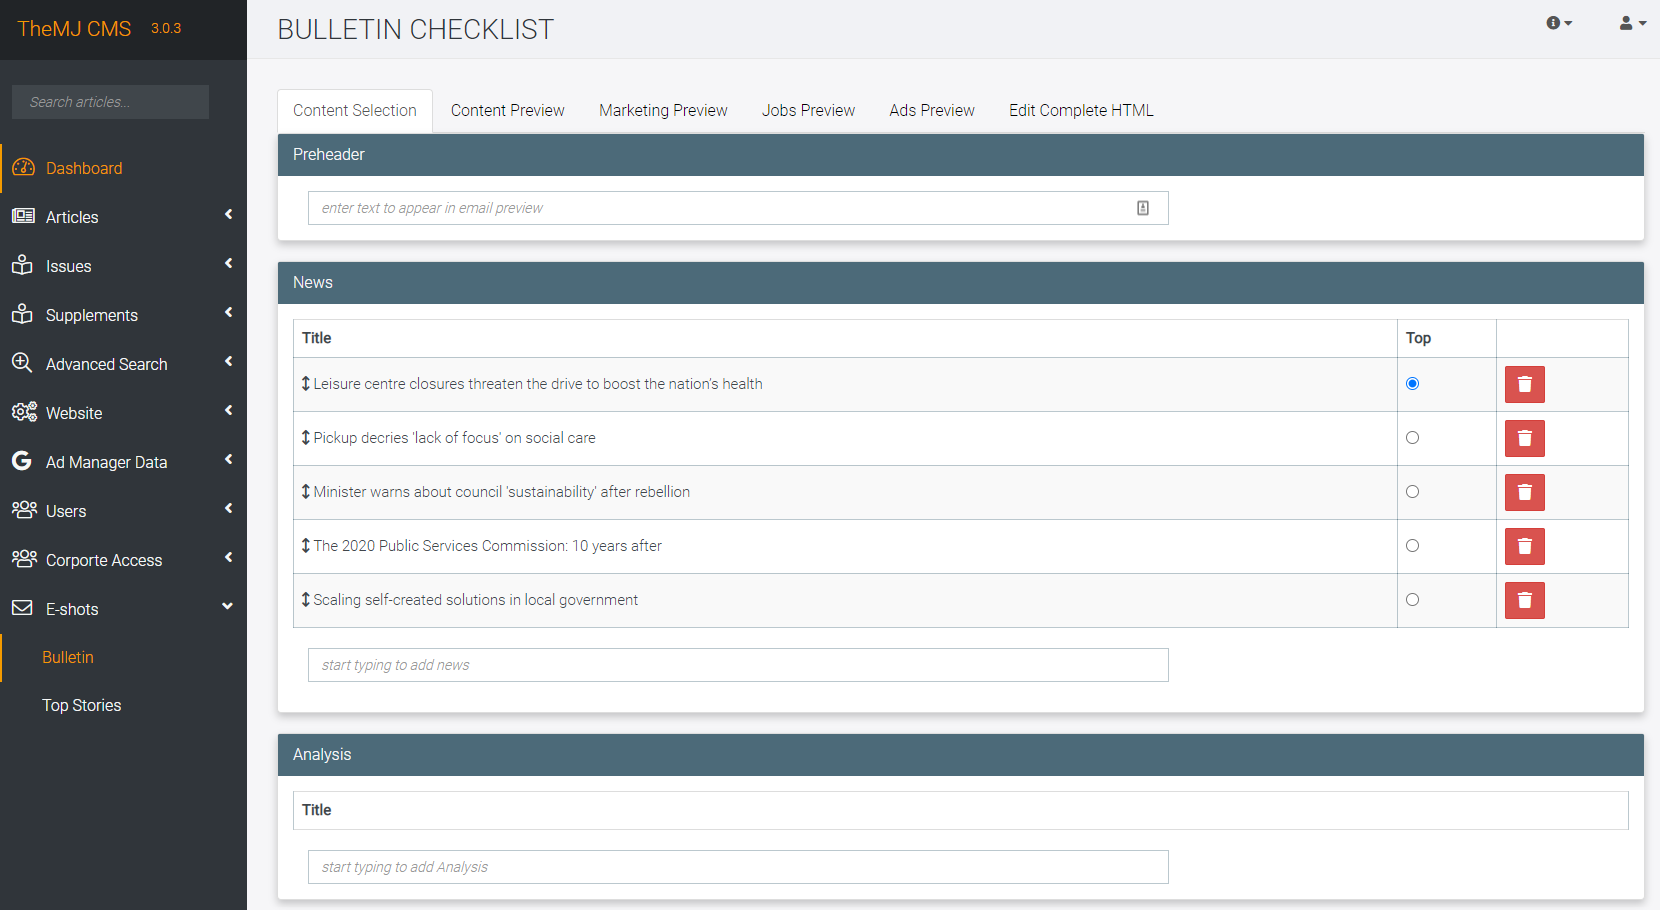 TheMJ CMS 3.0.3
BULLETIN CHECKLIST
Search articles...
Dashboard
Articles
Issues
Supplements
Advanced Search
Website
Ad Manager Data
Users
Corporte Access
E-shots
Bulletin
Top Stories
Content Selection Content Preview Marketing Preview Jobs Preview Ads Preview Edit Complete HTML
Preheader
enter text to appear in email preview
News
Title Top
Leisure centre closures threaten the drive to boost the nation's health
Pickup decries 'lack of focus' on social care
Minister warns about council 'sustainability' after rebellion
The 2020 Public Services Commission: 10 years after
Scaling self-created solutions in local government
start typing to add news
Analysis
Title
start typing to add Analysis